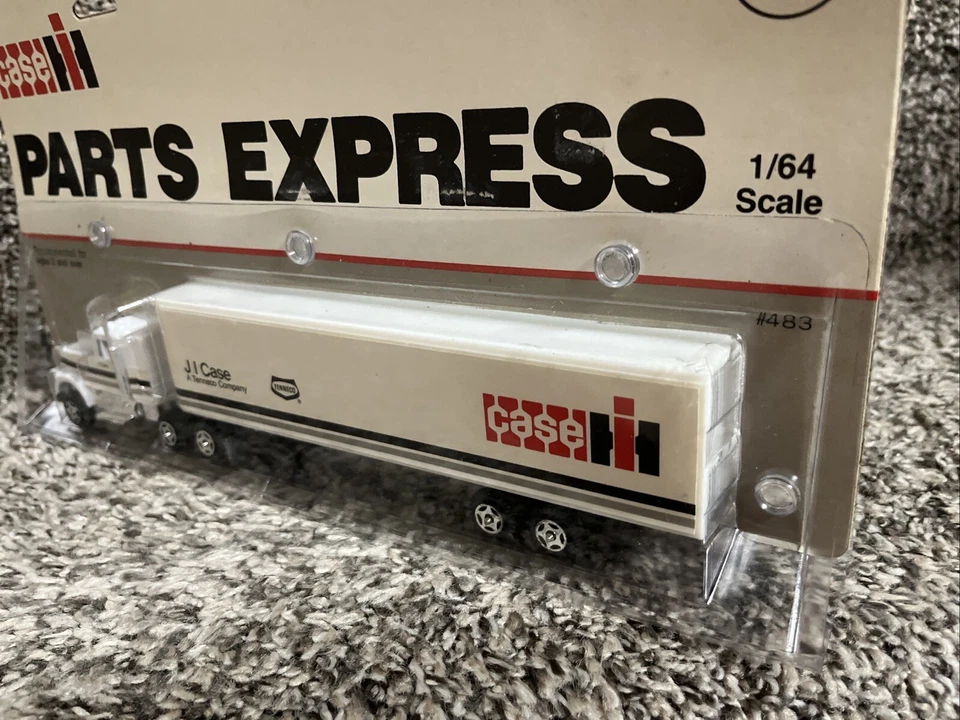 case IH
PARTS EXPRESS
1/64
Scale
#483
J I Case
A Tenneco Company
TENNECO
case IH